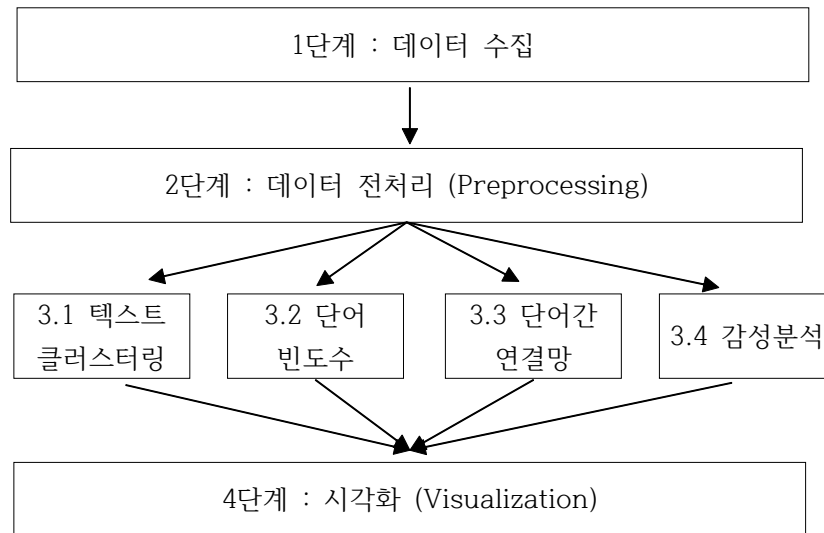 1단계 : 데이터 수집
2단계 : 데이터 전처리 (Preprocessing)
3.1 텍스트
클러스터링
3.2 단어
빈도수
3.3 단어간
연결망
3.4 감성분석
4단계 : 시각화 (Visualization)